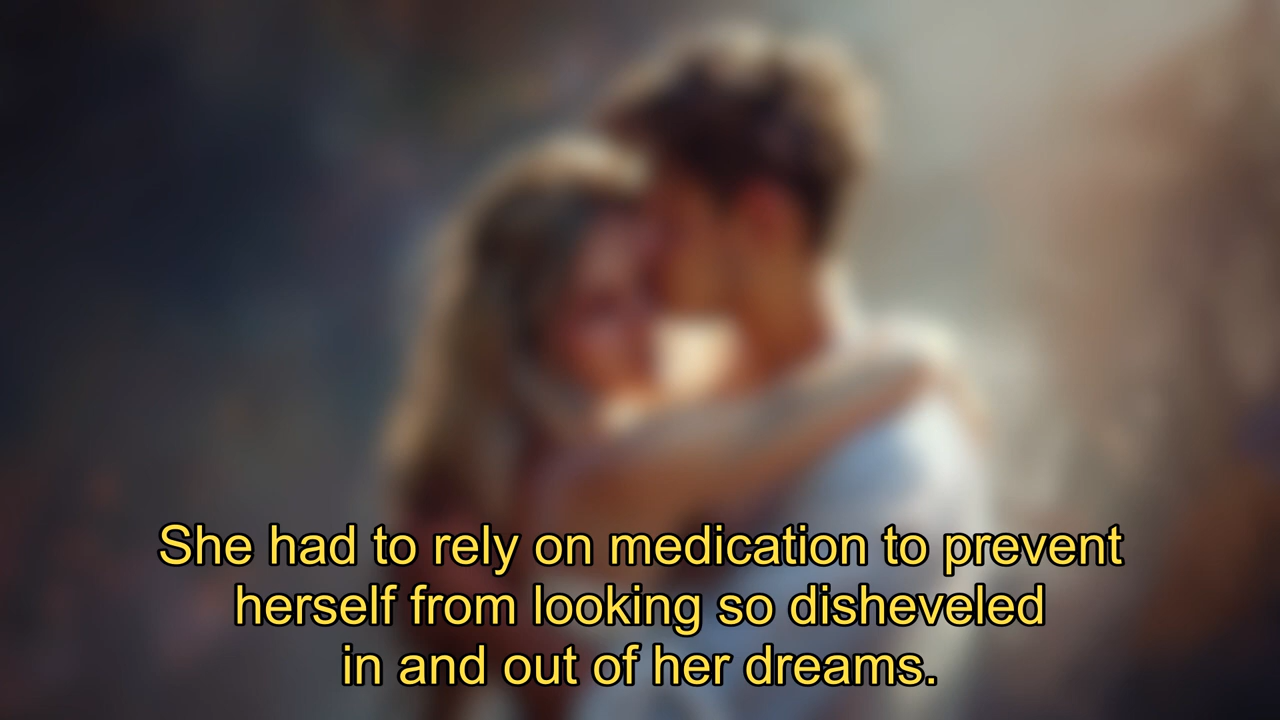 She had to rely on medication to prevent
herself from looking so disheveled
in and out of her dreams.